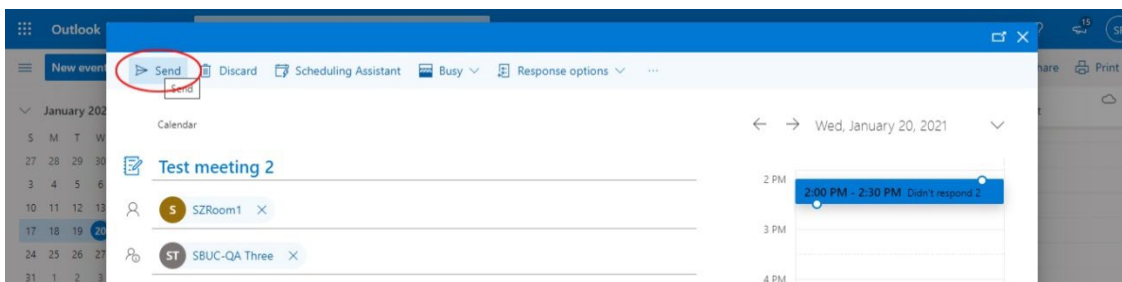 Outlook
15
New event
Send
Discard
Scheduling Assistant
Busy
Response options
...
Print
Send
January 202
Calendar
Wed, January 20, 2021
S M T W
27 28 29 30
3 4 5 6
10 11 12 13
17 18 19 20
24 25 26 27
31 1 2 3
Test meeting 2
S SZRoom1
ST SBUC-QA Three
2 PM
2:00 PM - 2:30 PM Didn't respond 2
3 PM
4 PM